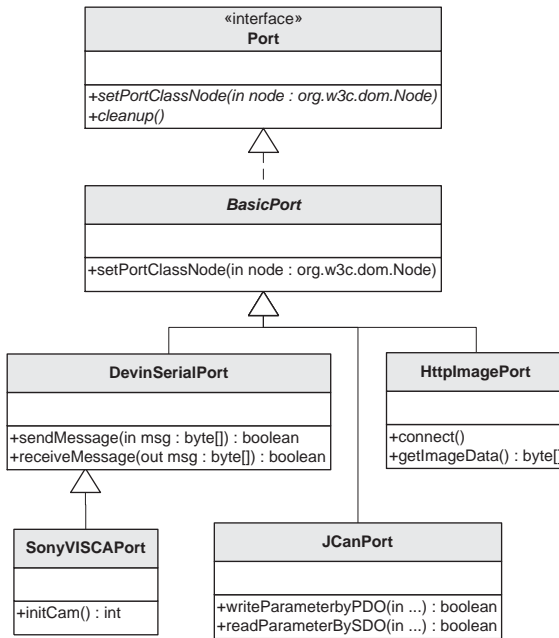 «interface»
Port
+setPortClassNode(in node : org.w3c.dom.Node)
+cleanup()
BasicPort
+setPortClassNode(in node : org.w3c.dom.Node)
DevinSerialPort
+sendMessage(in msg : byte[]) : boolean
+receiveMessage(out msg : byte[]) : boolean
HttpImagePort
+connect()
+getImageData() : byte[]
SonyVISCAPort
+initCam() : int
JCanPort
+writeParameterbyPDO(in ...) : boolean
+readParameterBySDO(in ...) : boolean